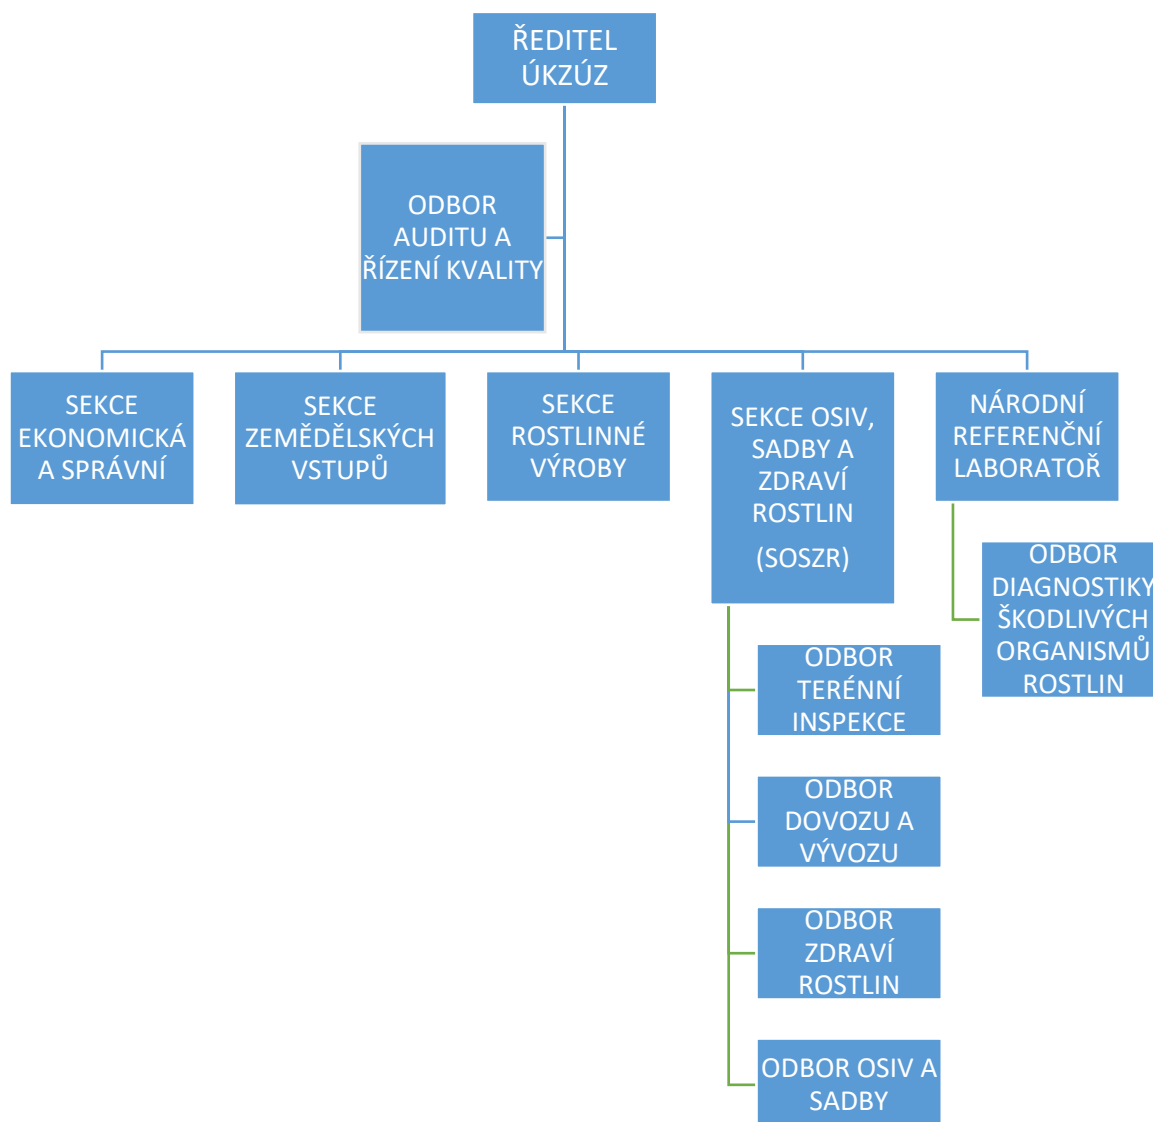 ŘEDITEL
ÚKZÚZ
ODBOR
AUDITU A
ŘÍZENÍ KVALITY
SEKCE
EKONOMICKÁ
A SPRÁVNÍ
SEKCE
ZEMĚDĚLSKÝCH
VSTUPŮ
SEKCE
ROSTLINNÉ
VÝROBY
SEKCE OSIV,
SADBY A
ZDRAVÍ
ROSTLIN
(SOSZR)
NÁRODNÍ
REFERENČNÍ
LABORATOŘ
ODBOR
DIAGNOSTIKY
ŠKODLIVÝCH
ORGANISMŮ
ROSTLIN
ODBOR
TERÉNNÍ
INSPEKCE
ODBOR
DOVOZU A
VÝVOZU
ODBOR
ZDRAVÍ
ROSTLIN
ODBOR OSIV A
SADBY